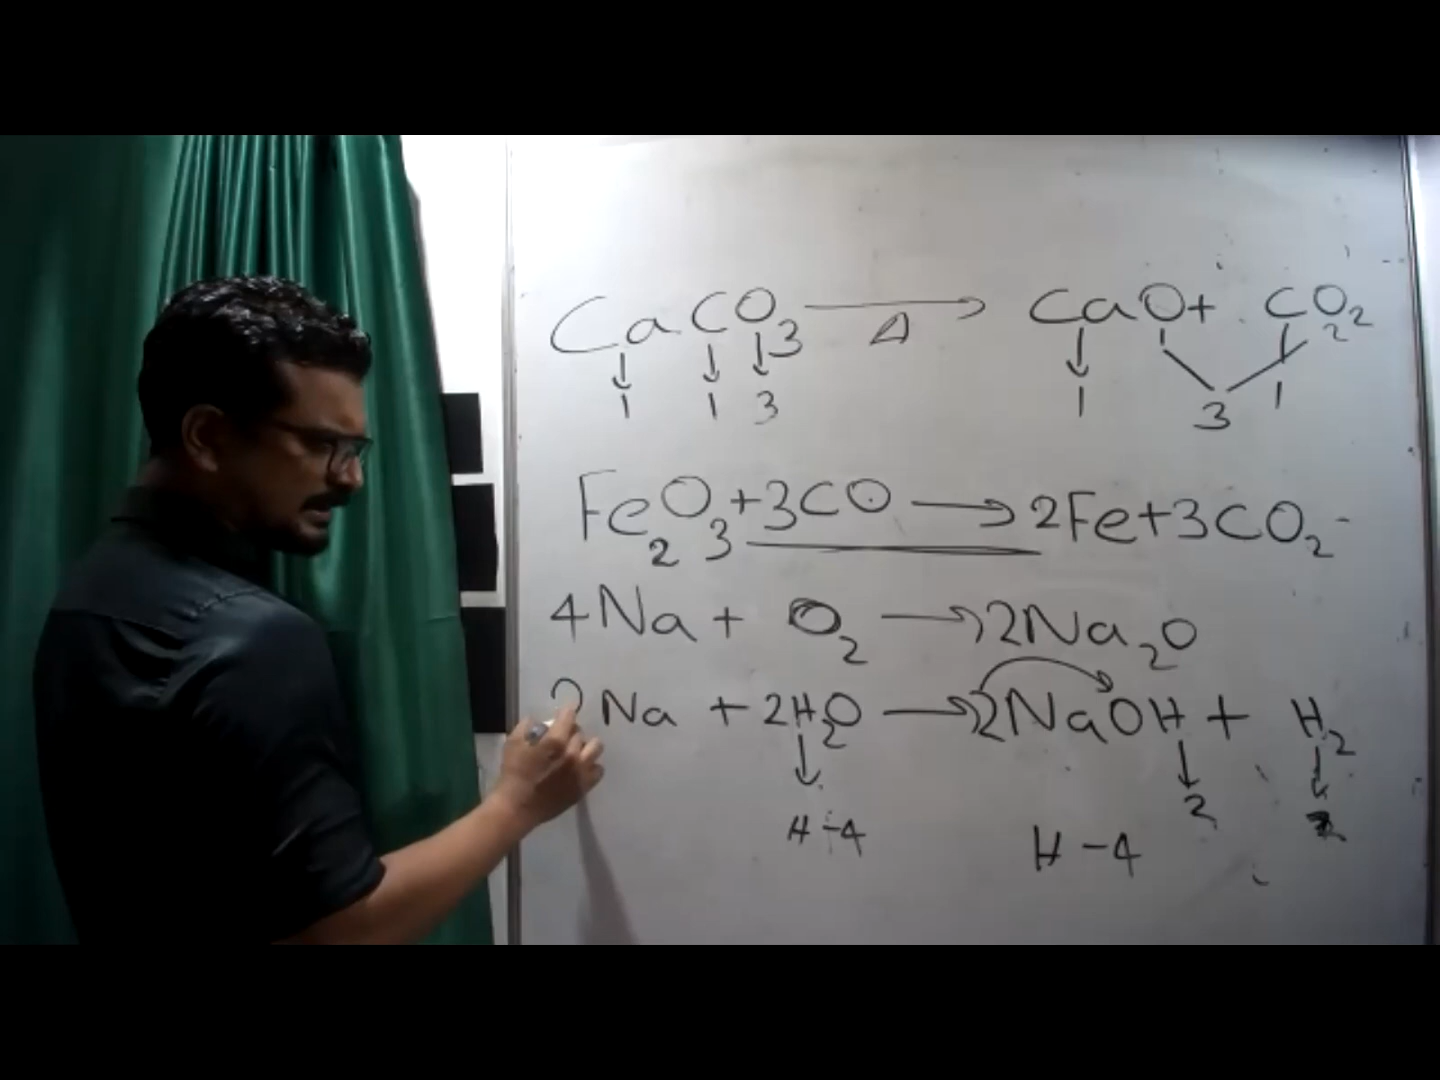 CaCO3 → CaO + CO2 2
Δ
1 1 3 1 3 1
Fe2O3 + 3CO → 2Fe + 3CO2
4Na + O2 → 2Na2O
2Na + 2H2O → 2NaOH + H2
2
H-4 H-4